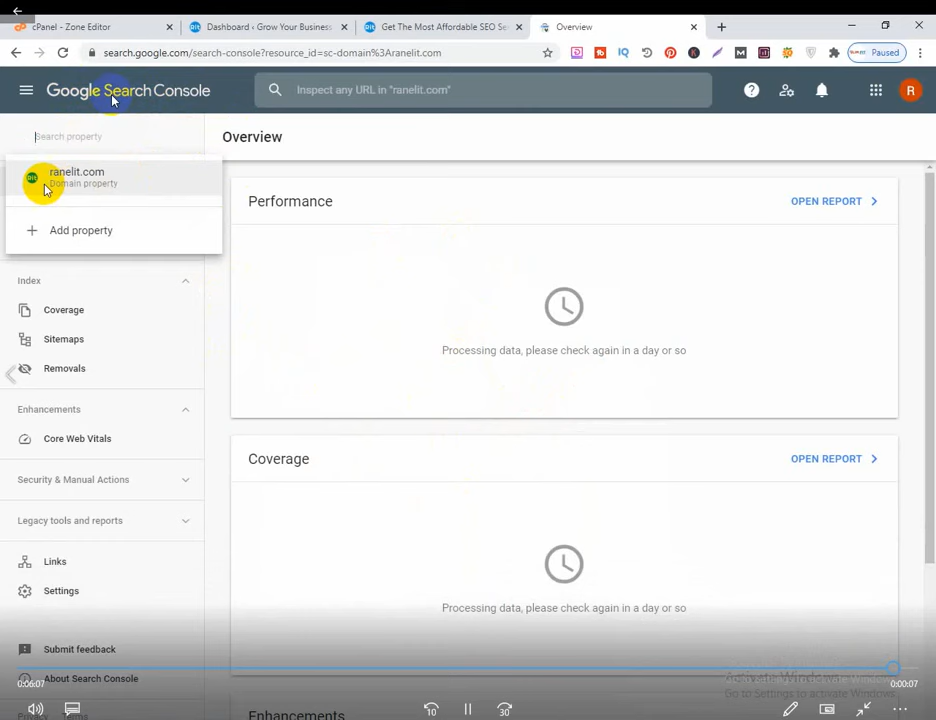 cPanel - Zone Editor
Dashboard ‹ Grow Your Business
Get The Most Affordable SEO Se
Overview
search.google.com/search-console?resource_id=sc-domain%3Aranelit.com
Paused
Google Search Console
Inspect any URL in "ranelit.com"
R
Search property
Overview
Rit
ranelit.com
Domain property
Add property
Performance
OPEN REPORT
Processing data, please check again in a day or so
Index
Coverage
Sitemaps
Removals
Enhancements
Core Web Vitals
Security & Manual Actions
Legacy tools and reports
Links
Settings
Submit feedback
About Search Console
Privacy
Terms
Coverage
OPEN REPORT
Processing data, please check again in a day or so
Enhancements
Activate Windows
Go to Settings to activate Windows.
0:06:07
0:00:07
10
30